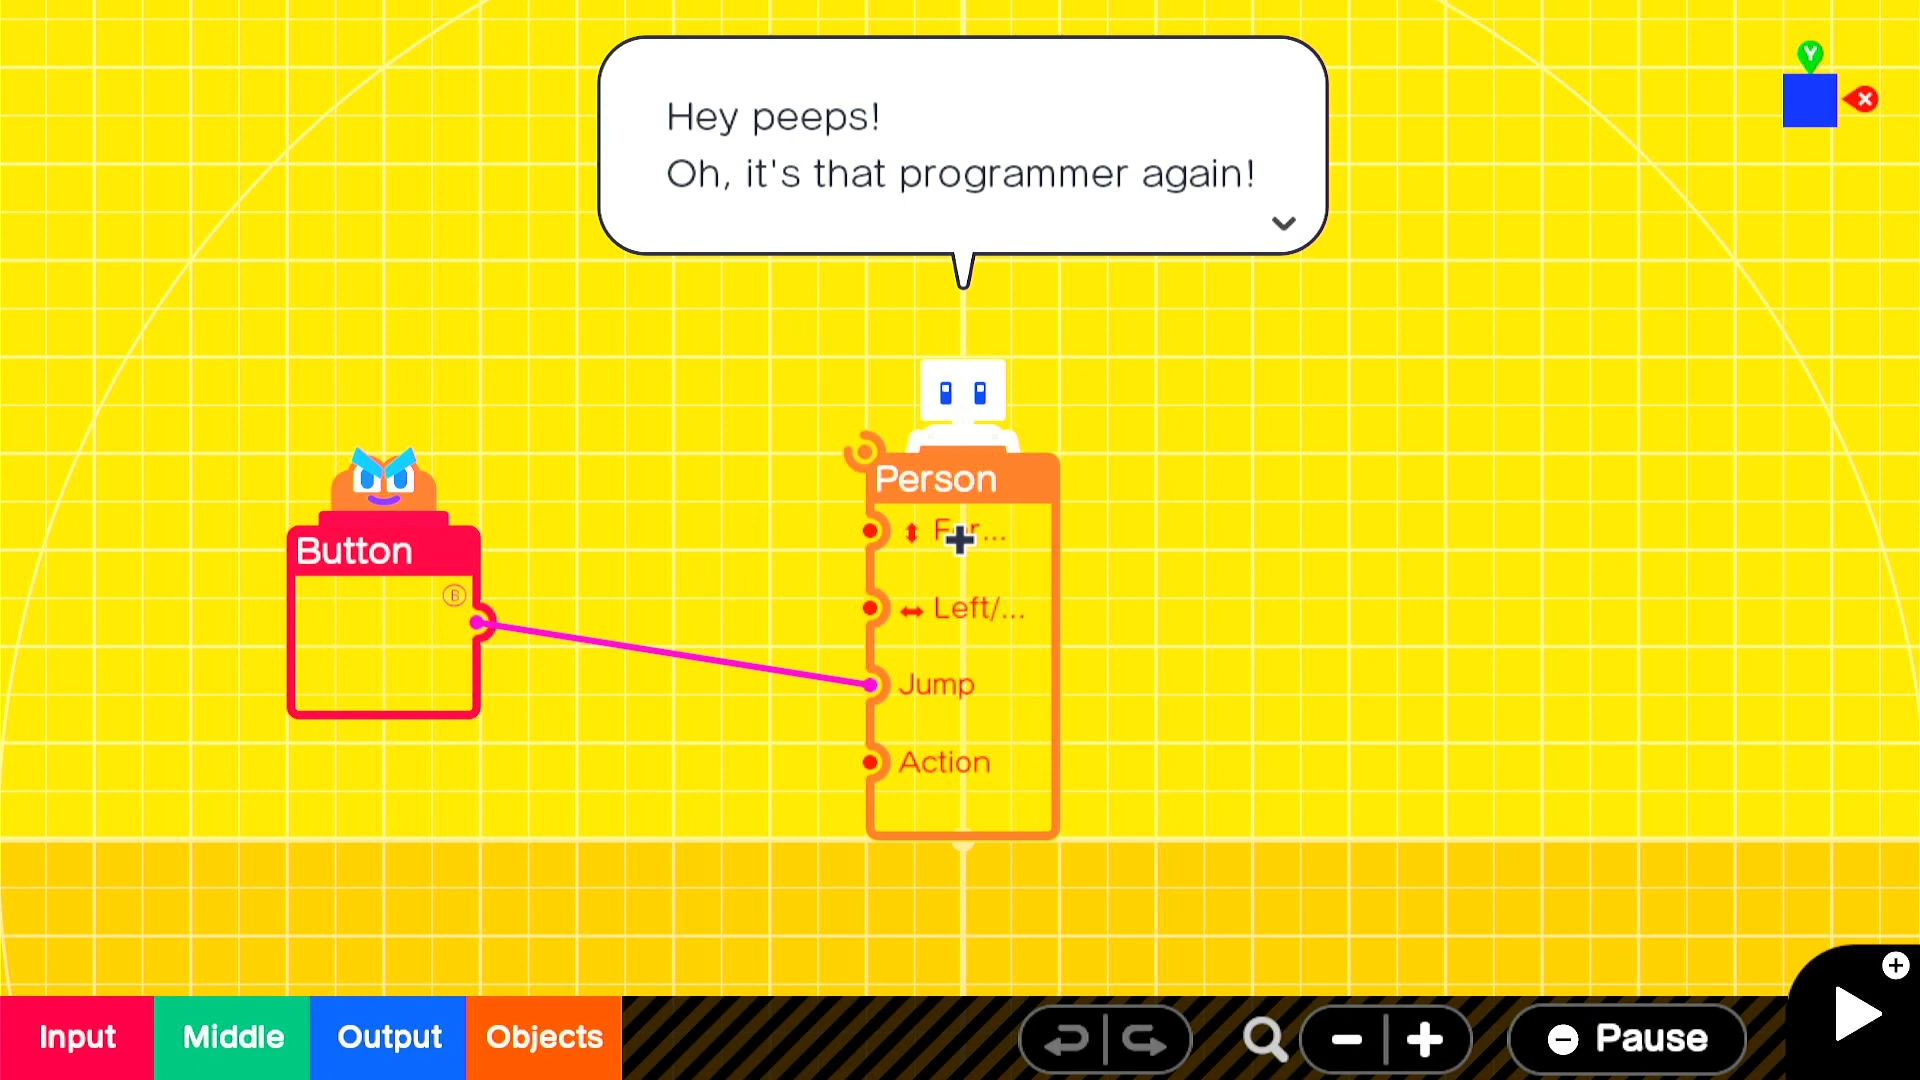 Hey peeps!
Oh, it's that programmer again!
Y
X
Person
Left/...
Jump
Action
Button
B
Input
Middle
Output
Objects
Pause